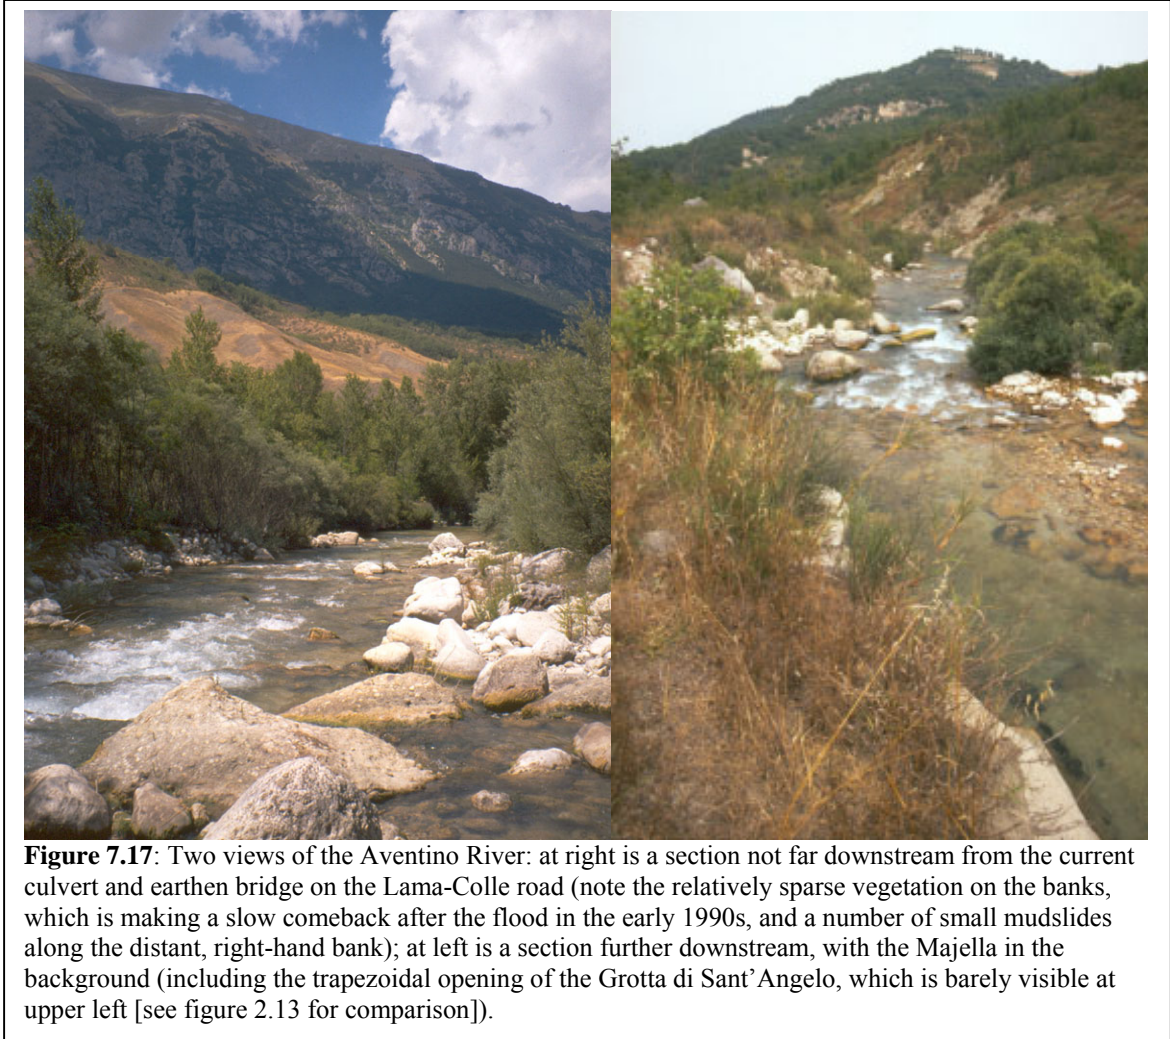 Figure 7.17: Two views of the Aventino River: at right is a section not far downstream from the current
culvert and earthen bridge on the Lama-Colle road (note the relatively sparse vegetation on the banks,
which is making a slow comeback after the flood in the early 1990s, and a number of small mudslides
along the distant, right-hand bank); at left is a section further downstream, with the Majella in the
background (including the trapezoidal opening of the Grotta di Sant’Angelo, which is barely visible at
upper left [see figure 2.13 for comparison]).